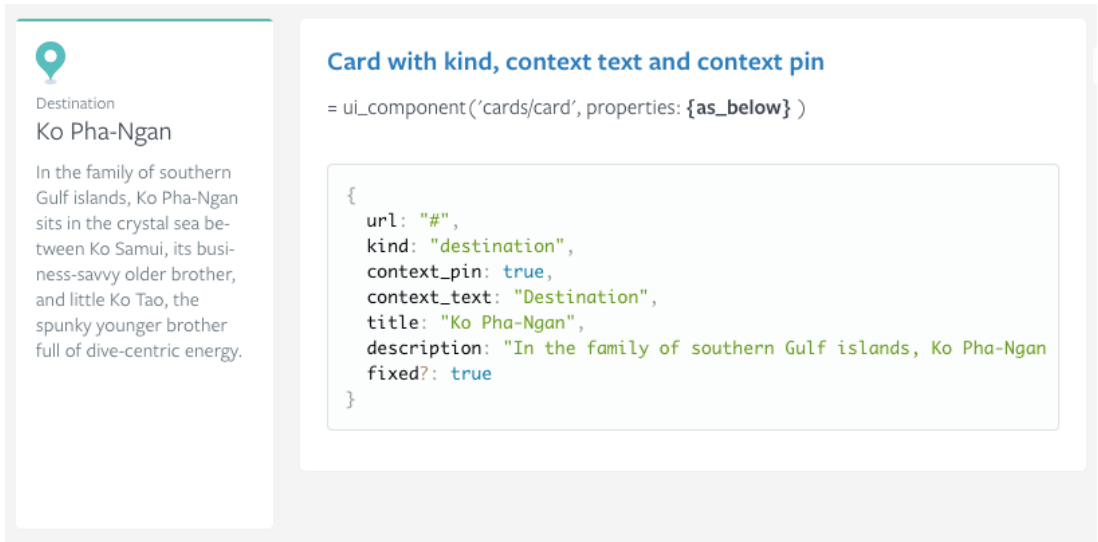 Destination
Ko Pha-Ngan
In the family of southern
Gulf islands, Ko Pha-Ngan
sits in the crystal sea be-
tween Ko Samui, its busi-
ness-savvy older brother,
and little Ko Tao, the
spunky younger brother
full of dive-centric energy.
Card with kind, context text and context pin
= ui_component('cards/card', properties: {as_below} )
{
  url: "#",
  kind: "destination",
  context_pin: true,
  context_text: "Destination",
  title: "Ko Pha-Ngan",
  description: "In the family of southern Gulf islands, Ko Pha-Ngan
  fixed?: true
}